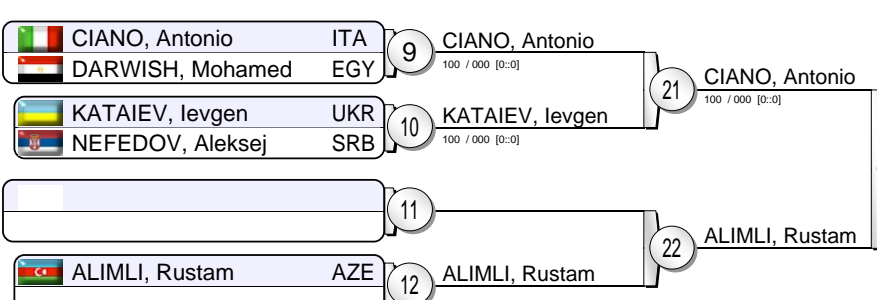 CIANO, Antonio ITA
DARWISH, Mohamed EGY
9
CIANO, Antonio
100 / 000 [0::0]
KATAIEV, Ievgen UKR
NEFEDOV, Aleksej SRB
10
KATAIEV, Ievgen
100 / 000 [0::0]
21
CIANO, Antonio
100 / 000 [0::0]
11
ALIMLI, Rustam AZE
12
ALIMLI, Rustam
22
ALIMLI, Rustam